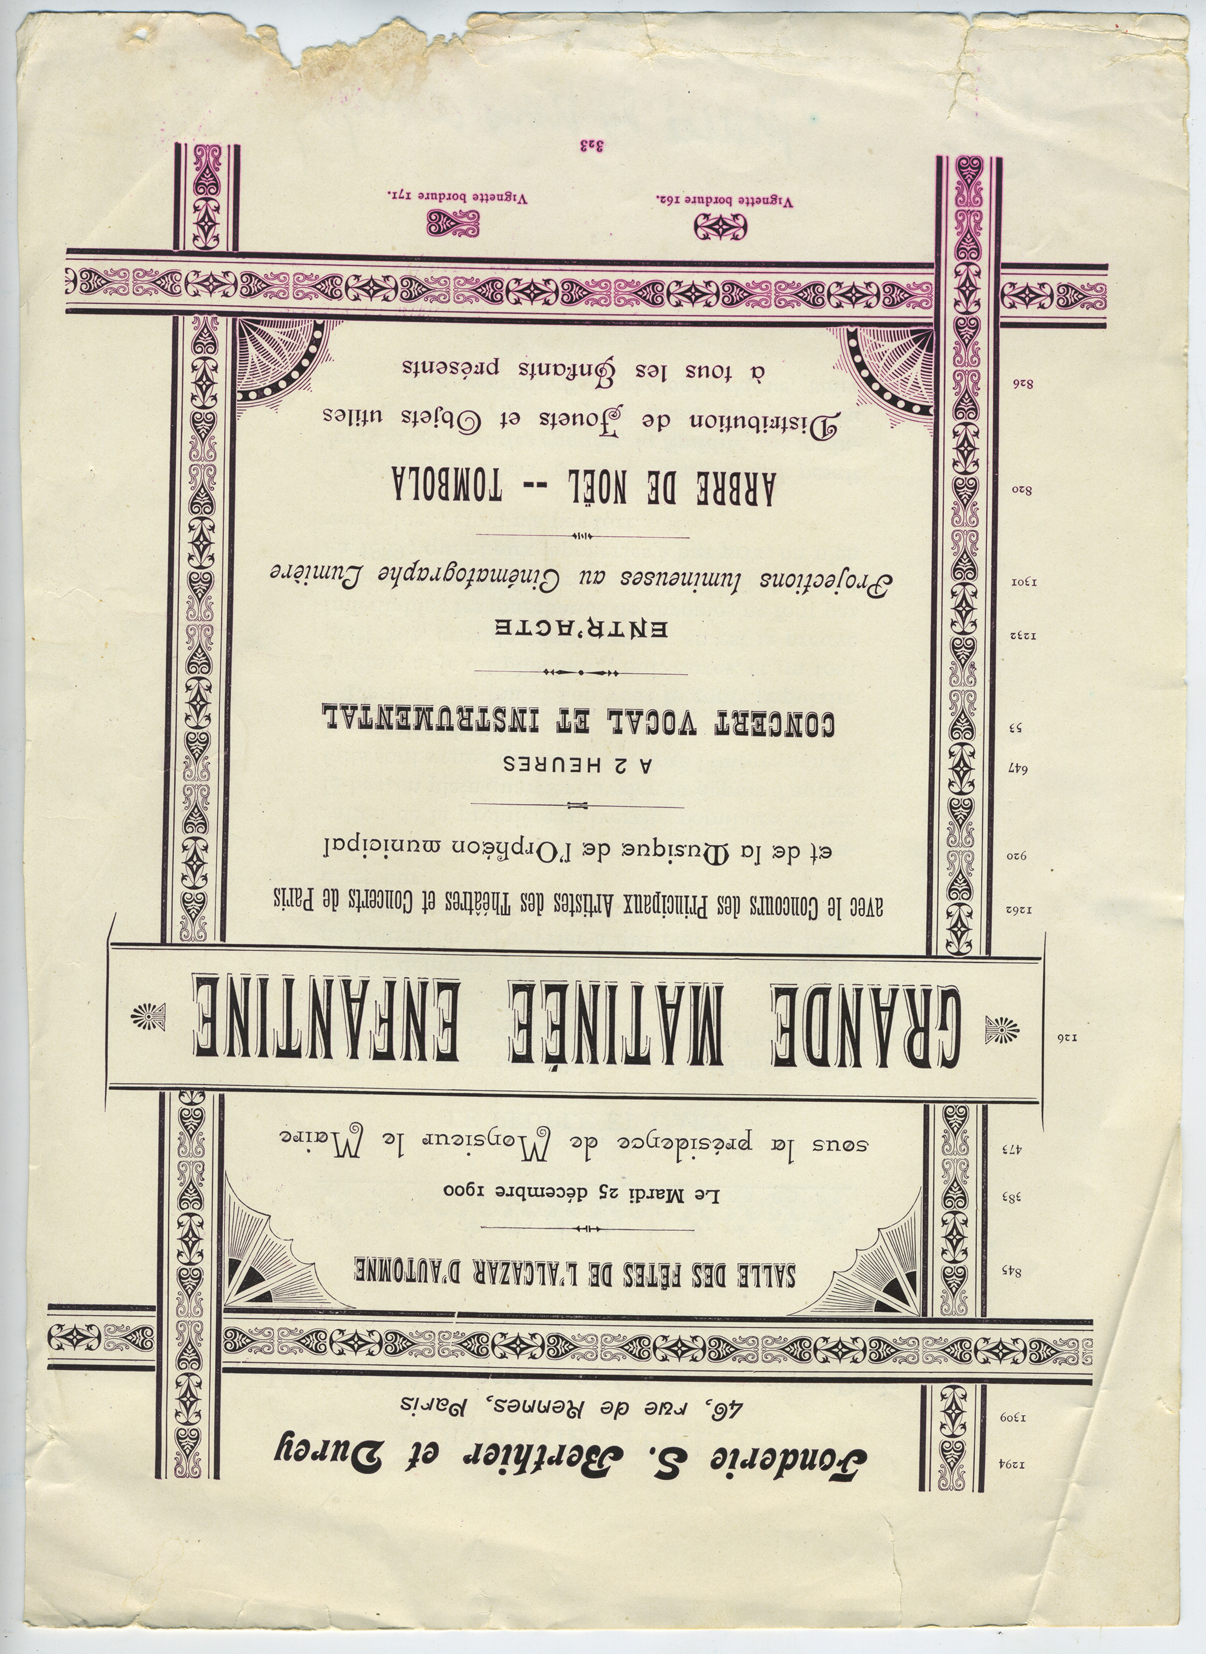 Fonderie S. Berthier et Durey
1294
46, rue de Rennes, Paris
1309
SALLE DES FÊTES DE L'ALCAZAR D'AUTOMNE
845
Le Mardi 25 décembre 1900
383
sous la présidence de Monsieur le Maire
473
GRANDE MATINÉE ENFANTINE
126
avec le Concours des Principaux Artistes des Théâtres et Concerts de Paris
1262
et de la Musique de l'Orphéon municipal
920
A 2 HEURES
647
CONCERT VOCAL ET INSTRUMENTAL
53
ENTR'ACTE
1232
Projections lumineuses au Cinématographe Lumière
1301
ARBRE DE NOËL -- TOMBOLA
820
Distribution de Jouets et Objets utiles
à tous les Enfants présents
826
Vignette bordure 162.
Vignette bordure 171.
323